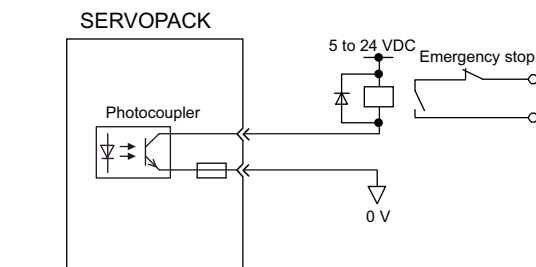 SERVOPACK
5 to 24 VDC
Emergency stop
Photocoupler
0 V